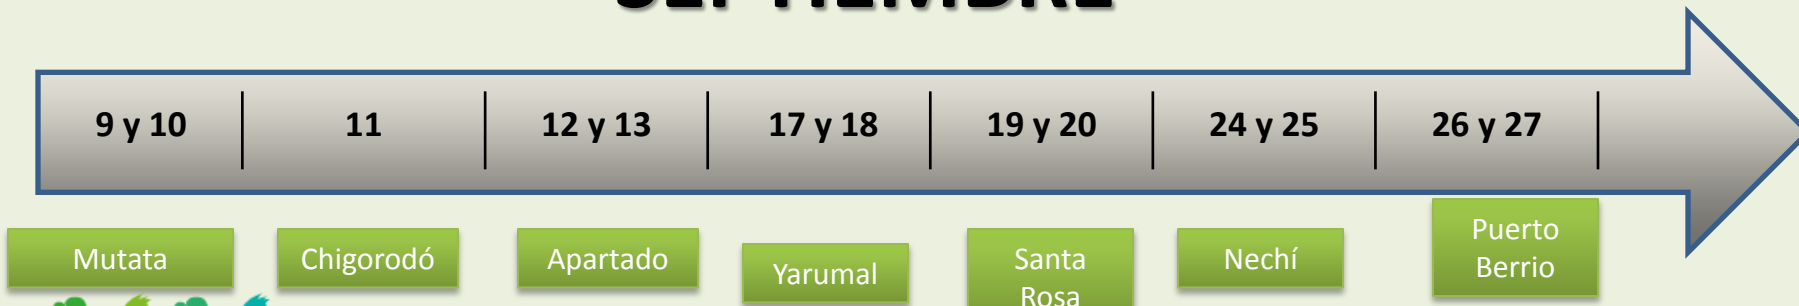 SEPTIEMBRE
9 y 10 11 12 y 13 17 y 18 19 y 20 24 y 25 26 y 27
Mutata Chigorodó Apartado Yarumal Santa Rosa Nechí Puerto Berrio